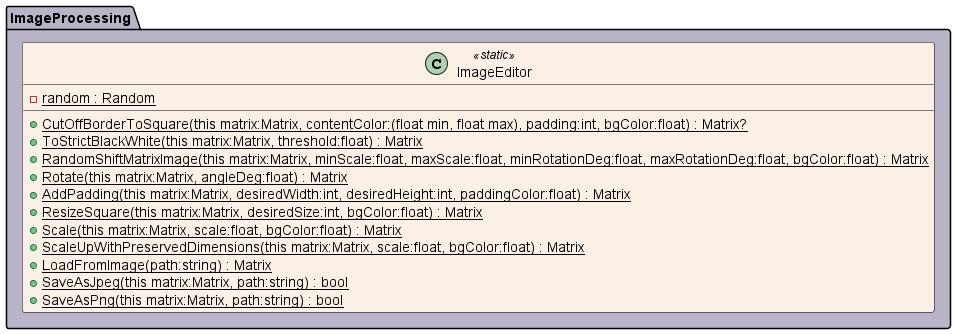 ImageProcessing
«static»
C ImageEditor
random : Random
CutOffBorderToSquare(this matrix:Matrix, contentColor:(float min, float max), padding:int, bgColor:float) : Matrix?
ToStrictBlackWhite(this matrix:Matrix, threshold:float) : Matrix
RandomShiftMatrixImage(this matrix:Matrix, minScale:float, maxScale:float, minRotationDeg:float, maxRotationDeg:float, bgColor:float) : Matrix
Rotate(this matrix:Matrix, angleDeg:float) : Matrix
AddPadding(this matrix:Matrix, desiredWidth:int, desiredHeight:int, paddingColor:float) : Matrix
ResizeSquare(this matrix:Matrix, desiredSize:int, bgColor:float) : Matrix
Scale(this matrix:Matrix, scale:float, bgColor:float) : Matrix
ScaleUpWithPreservedDimensions(this matrix:Matrix, scale:float, bgColor:float) : Matrix
LoadFromImage(path:string) : Matrix
SaveAsJpeg(this matrix:Matrix, path:string) : bool
SaveAsPng(this matrix:Matrix, path:string) : bool